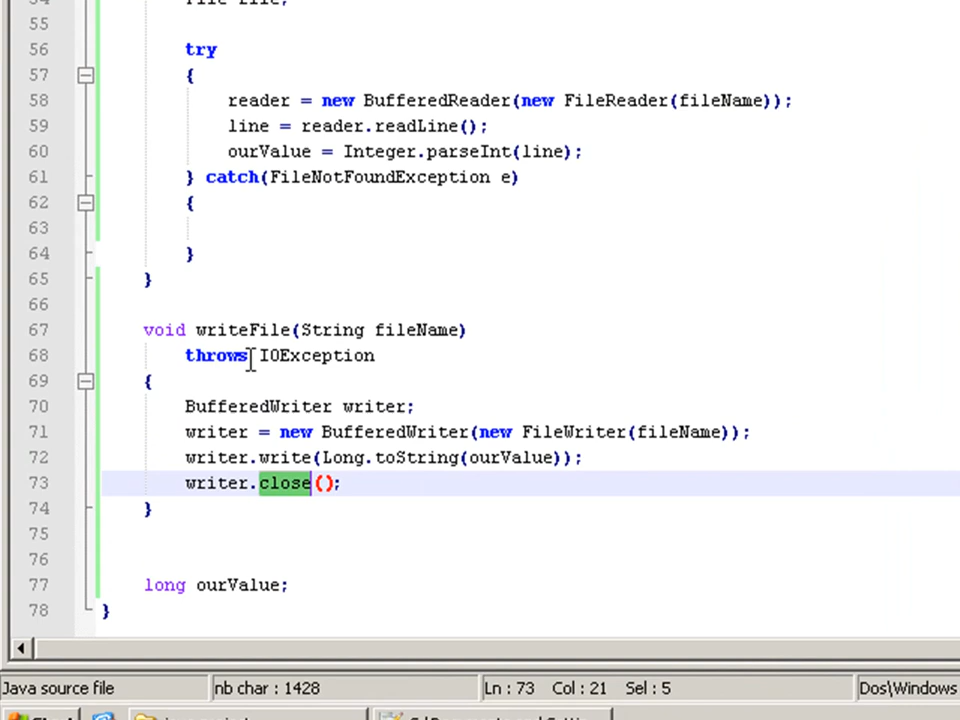 54 File file;
55
56 try
57 {
58 reader = new BufferedReader(new FileReader(fileName));
59 line = reader.readLine();
60 ourValue = Integer.parseInt(line);
61 } catch(FileNotFoundException e)
62 {
63
64 }
65 }
66
67 void writeFile(String fileName)
68 throws IOException
69 {
70 BufferedWriter writer;
71 writer = new BufferedWriter(new FileWriter(fileName));
72 writer.write(Long.toString(ourValue));
73 writer.close();
74 }
75
76
77 long ourValue;
78 }
Java source file nb char : 1428 Ln : 73 Col : 21 Sel : 5 Dos\Windows